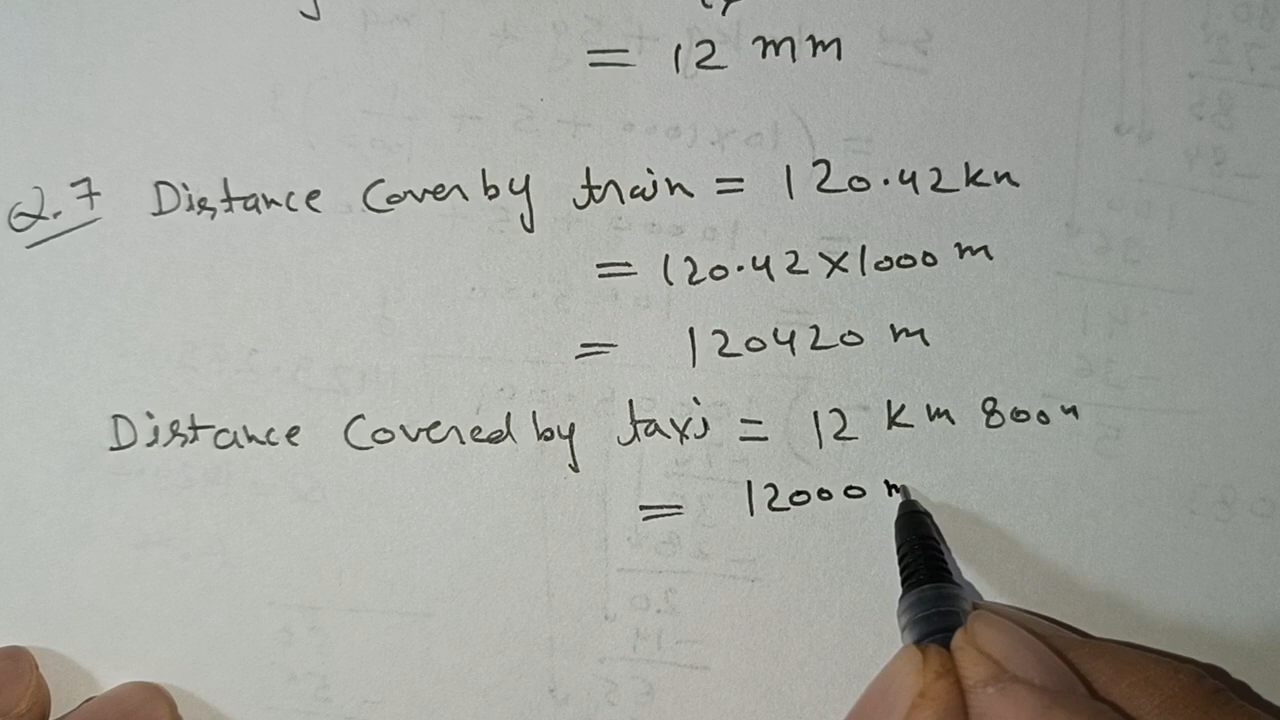 = 12 mm
Q.7 Distance Cover by train = 120.42 km
= 120.42 × 1000 m
= 120420 m
Distance Covered by taxi = 12 Km 800 m
= 12000 m